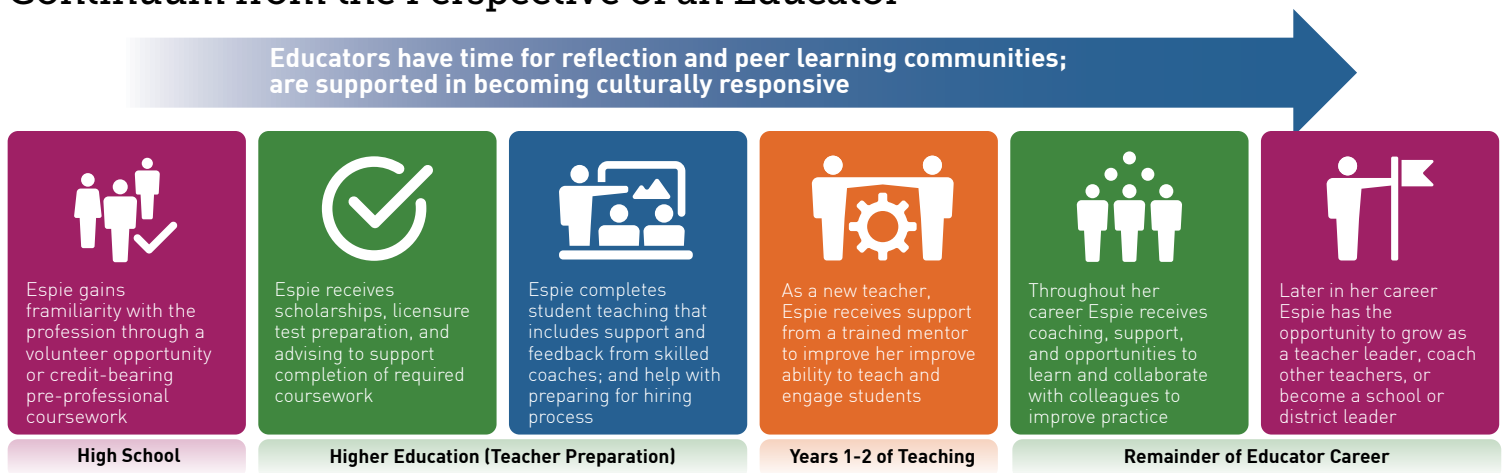 Continuum from the Perspective of an Educator
Educators have time for reflection and peer learning communities;
are supported in becoming culturally responsive
Espie gains
framiliarity with the
profession through a
volunteer opportunity
or credit-bearing
pre-professional
coursework
Espie receives
scholarships, licensure
test preparation, and
advising to support
completion of required
coursework
Espie completes
student teaching that
includes support and
feedback from skilled
coaches; and help with
preparing for hiring
process
As a new teacher,
Espie receives support
from a trained mentor
to improve her improve
ability to teach and
engage students
Throughout her
career Espie receives
coaching, support,
and opportunities to
learn and collaborate
with colleagues to
improve practice
Later in her career
Espie has the
opportunity to grow as
a teacher leader, coach
other teachers, or
become a school or
district leader
High School
Higher Education (Teacher Preparation)
Years 1-2 of Teaching
Remainder of Educator Career